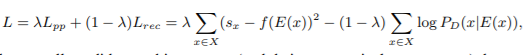 L = λL_{pp} + (1 − λ)L_{rec} = λ ∑_{x∈X} (s_x − f(E(x))^2 − (1 − λ) ∑_{x∈X} log P_D(x|E(x)),